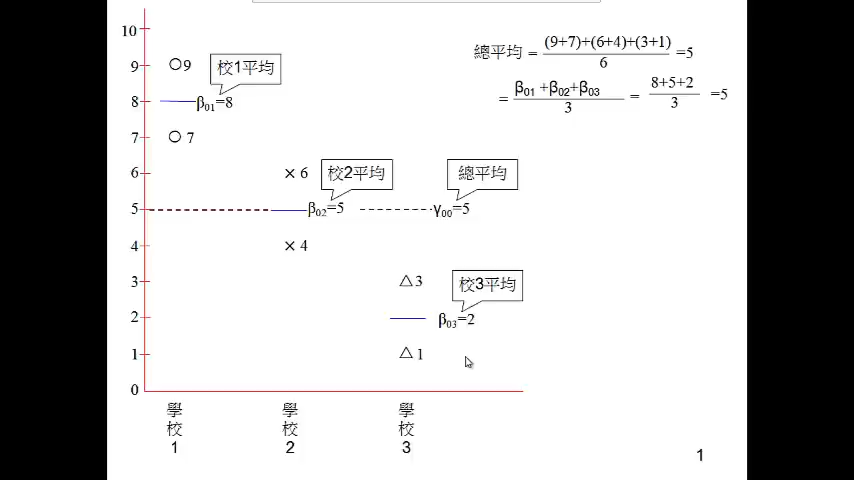 總平均 = (9+7)+(6+4)+(3+1) / 6 =5
= β01 +β02+β03 / 3 = 8+5+2 / 3 =5
10
9
8
7
6
5
4
3
2
1
0
○9
校1平均
β01=8
○ 7
× 6
校2平均
β02=5
× 4
總平均
γ00=5
△3
校3平均
β03=2
△ 1
學校1
學校2
學校3
1